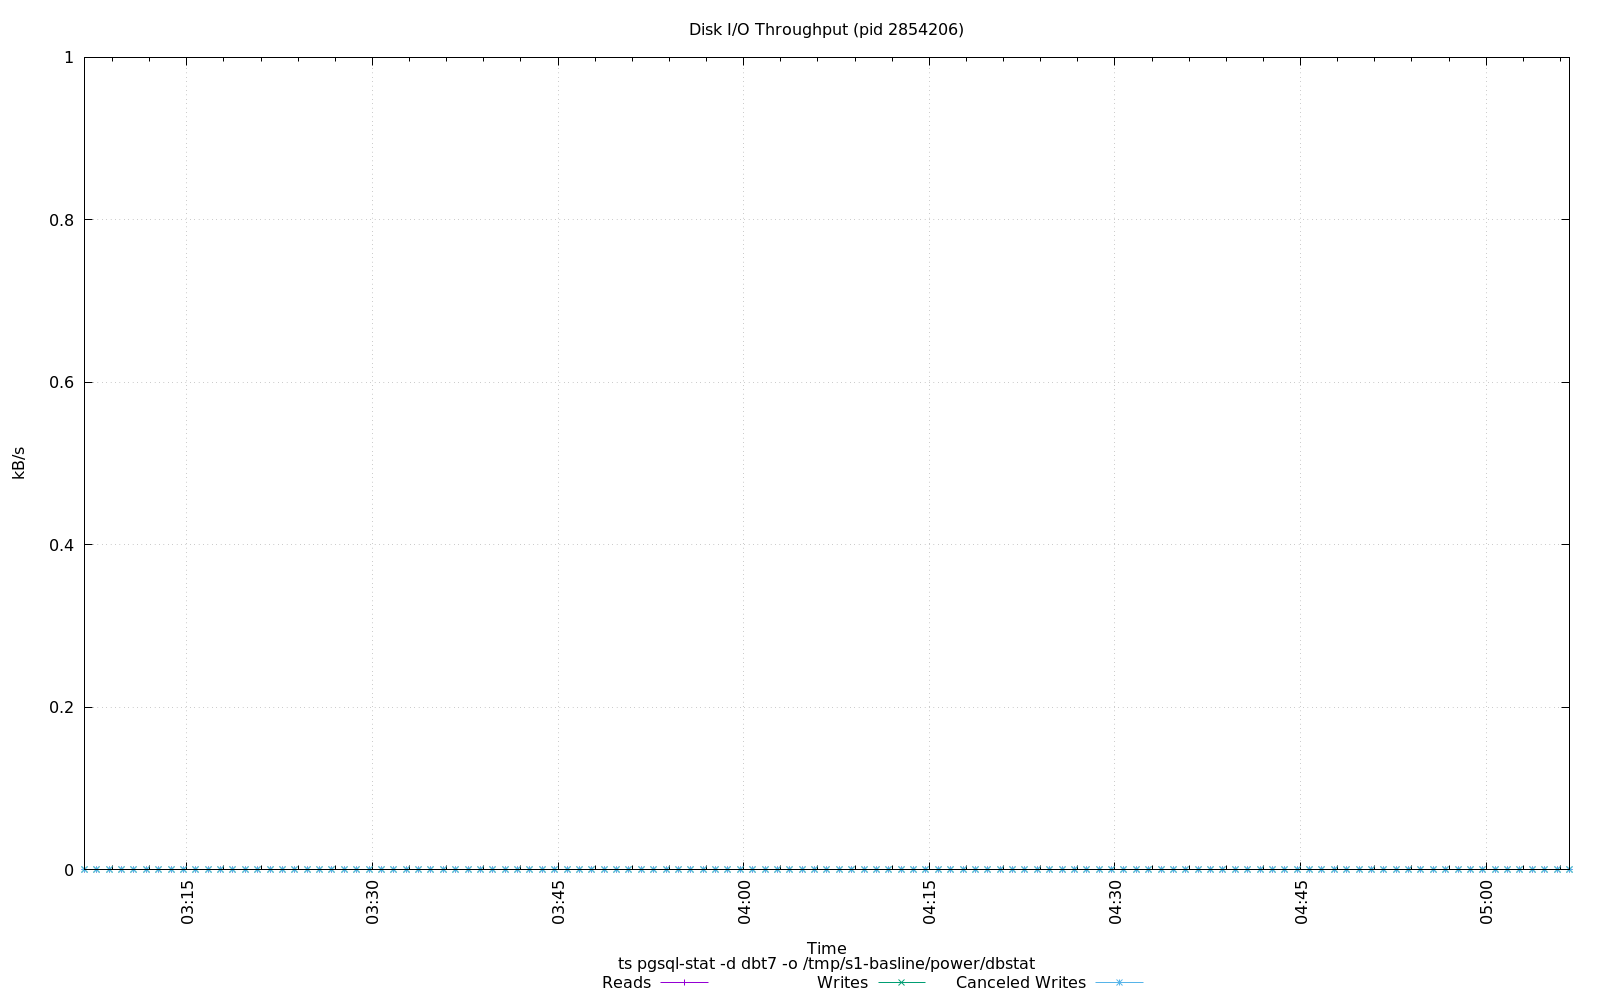 Disk I/O Throughput (pid 2854206)
1
0.8
0.6
0.4
0.2
0
kB/s
03:15
03:30
03:45
04:00
04:15
04:30
04:45
05:00
Time
ts pgsql-stat -d dbt7 -o /tmp/s1-basline/power/dbstat
Reads Writes Canceled Writes